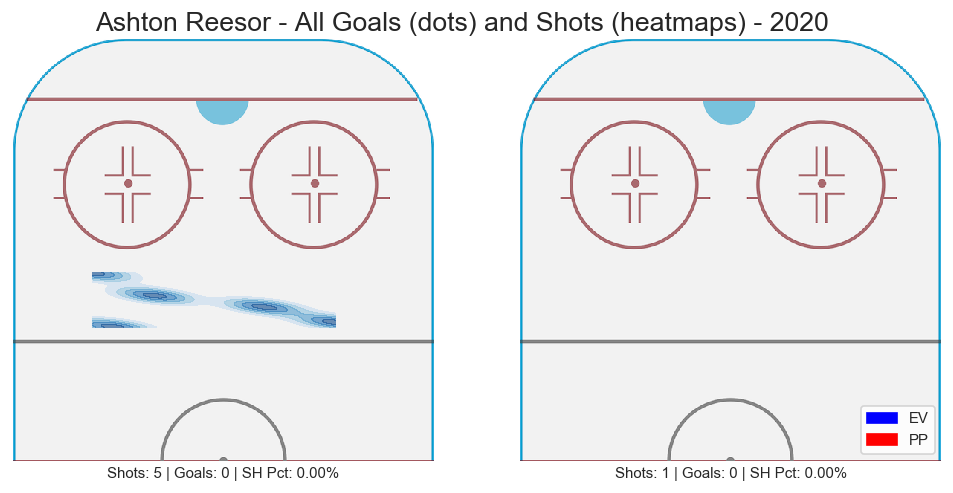 Ashton Reesor - All Goals (dots) and Shots (heatmaps) - 2020
EV
PP
Shots: 5 | Goals: 0 | SH Pct: 0.00%
Shots: 1 | Goals: 0 | SH Pct: 0.00%